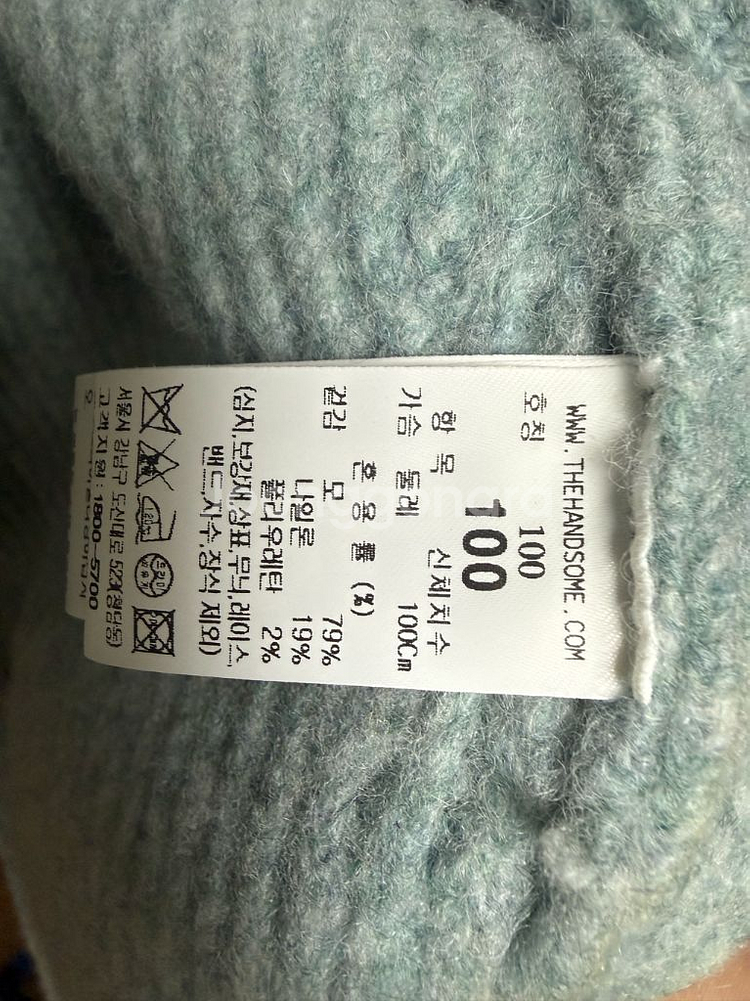 WWW.THEHANDSOME.COM
호칭 100
100
항 목 신체치수
가슴 둘레 100Cm
혼 용 률 (%)
겉감 모 79%
나일론 19%
폴리우레탄 2%
(심지,보강재,상표,무늬,레이스,
밴드,자수,장식 제외)
서울시 강남구 도산대로 523(청담동)
고객지원 : 1800-5700